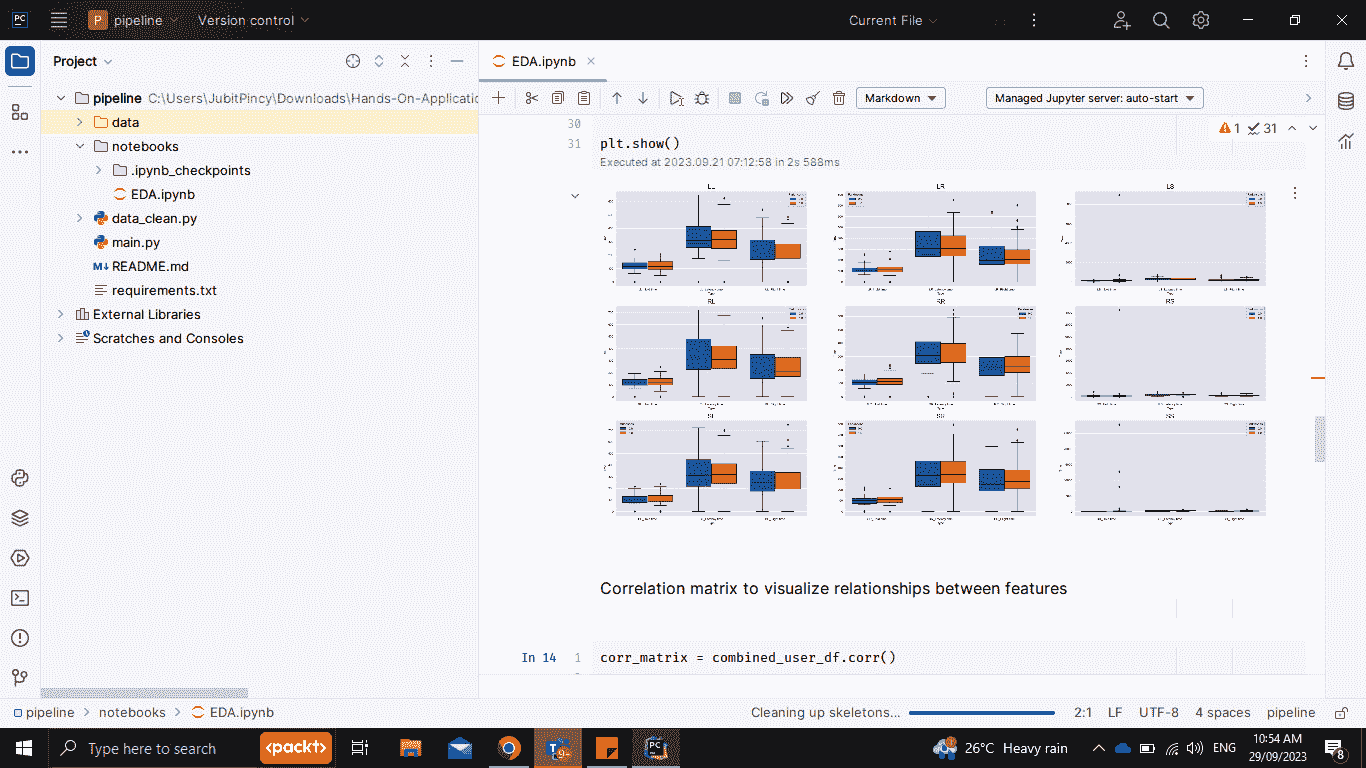 PC
P pipeline
Version control
Current File
Project
EDA.ipynb
pipeline C:\Users\JubitPincy\Downloads\Hands-On-Applicatio
Markdown
Managed Jupyter server: auto-start
data
notebooks
.ipynb_checkpoints
EDA.ipynb
data_clean.py
main.py
M↓ README.md
requirements.txt
External Libraries
Scratches and Consoles
30
1 31
31 plt.show()
Executed at 2023.09.21 07:12:58 in 2s 588ms
LL LR LS
RL RR RS
SL SR SS
Correlation matrix to visualize relationships between features
In 14 1 corr_matrix = combined_user_df.corr()
pipeline > notebooks > EDA.ipynb
Cleaning up skeletons...
2:1 LF UTF-8 4 spaces pipeline
Type here to search
<packt>
PC
26°C Heavy rain
ENG
10:54 AM
29/09/2023
8